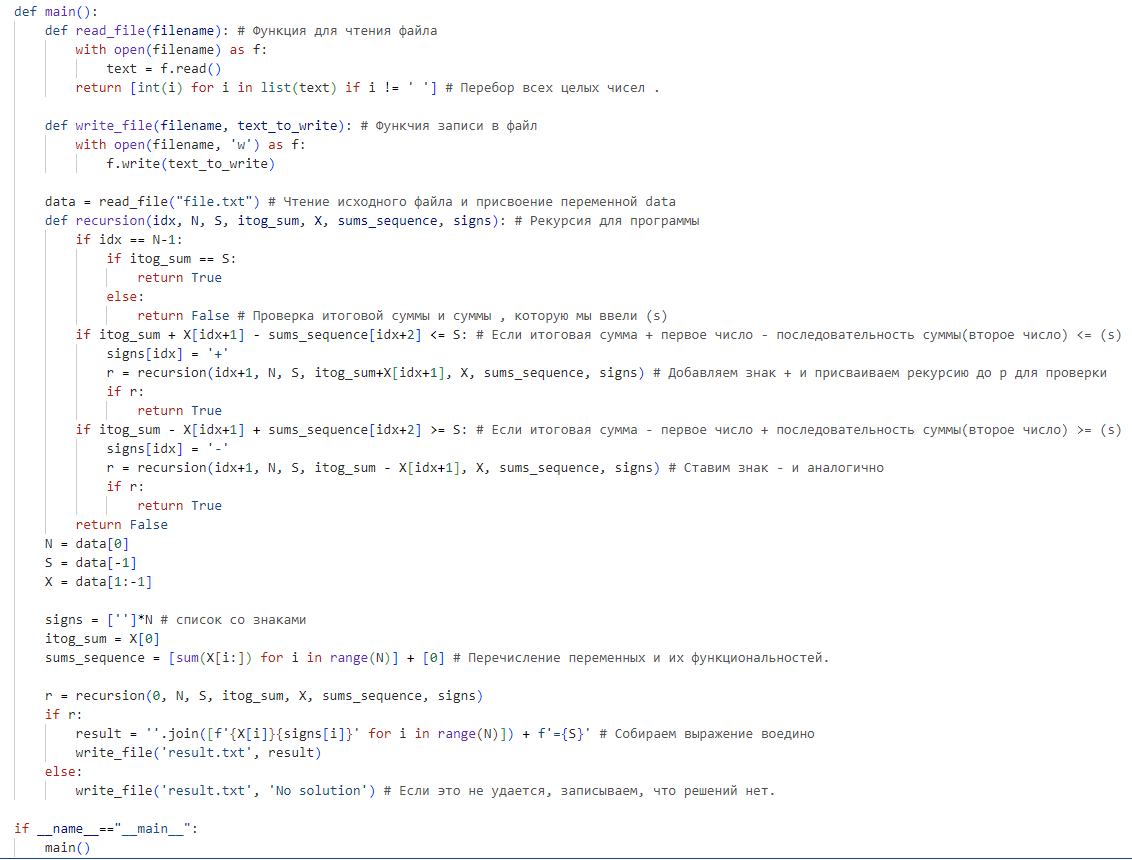 def main():
    def read_file(filename): # Функция для чтения файла
        with open(filename) as f:
            text = f.read()
        return [int(i) for i in list(text) if i != ' '] # Перебор всех целых чисел .
    def write_file(filename, text_to_write): # Функчия записи в файл
        with open(filename, 'w') as f:
            f.write(text_to_write)
    data = read_file("file.txt") # Чтение исходного файла и присвоение переменной data
    def recursion(idx, N, S, itog_sum, X, sums_sequence, signs): # Рекурсия для программы
        if idx == N-1:
            if itog_sum == S:
                return True
            else:
                return False # Проверка итоговой суммы и суммы , которую мы ввели (s)
        if itog_sum + X[idx+1] - sums_sequence[idx+2] <= S: # Если итоговая сумма + первое число - последовательность суммы(второе число) <= (s)
            signs[idx] = '+'
            r = recursion(idx+1, N, S, itog_sum+X[idx+1], X, sums_sequence, signs) # Добавляем знак + и присваиваем рекурсию до р для проверки
            if r:
                return True
        if itog_sum - X[idx+1] + sums_sequence[idx+2] >= S: # Если итоговая сумма - первое число + последовательность суммы(второе число) >= (s)
            signs[idx] = '-'
            r = recursion(idx+1, N, S, itog_sum - X[idx+1], X, sums_sequence, signs) # Ставим знак - и аналогично
            if r:
                return True
        return False
    N = data[0]
    S = data[-1]
    X = data[1:-1]
    signs = ['']*N # список со знаками
    itog_sum = X[0]
    sums_sequence = [sum(X[i:]) for i in range(N)] + [0] # Перечисление переменных и их функциональностей.
    r = recursion(0, N, S, itog_sum, X, sums_sequence, signs)
    if r:
        result = ''.join([f'{X[i]}{signs[i]}' for i in range(N)]) + f'={S}' # Собираем выражение воедино
        write_file('result.txt', result)
    else:
        write_file('result.txt', 'No solution') # Если это не удается, записываем, что решений нет.
if __name__=="__main__":
    main()